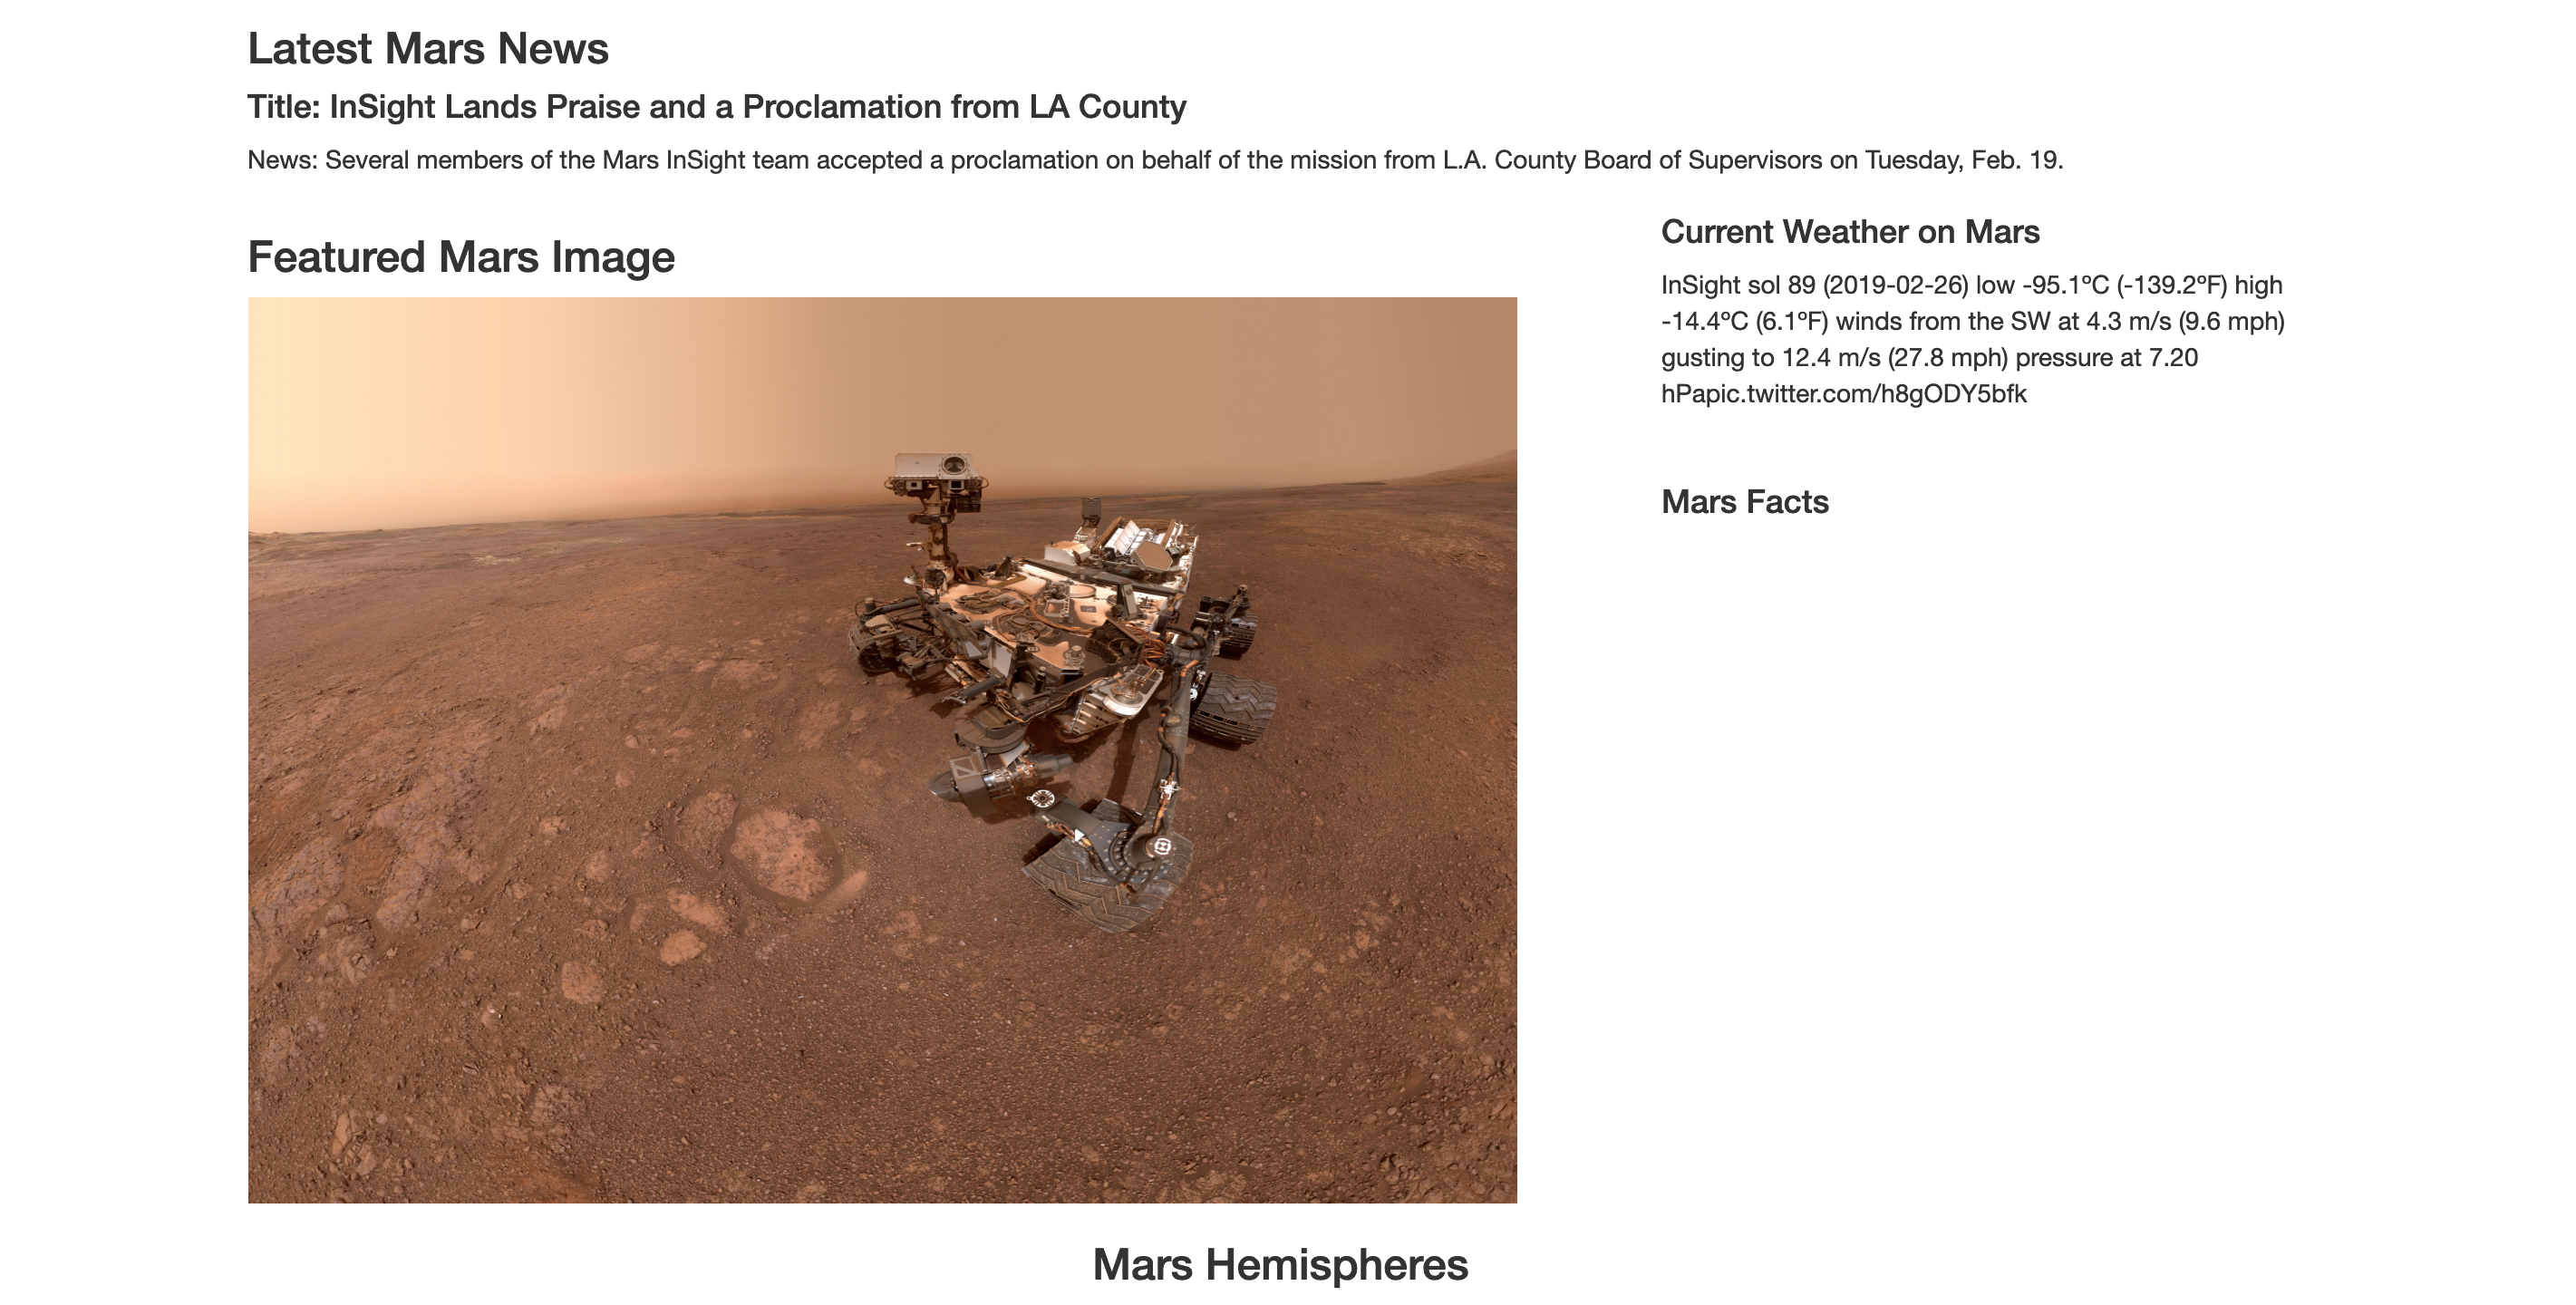 Latest Mars News
Title: InSight Lands Praise and a Proclamation from LA County
News: Several members of the Mars InSight team accepted a proclamation on behalf of the mission from L.A. County Board of Supervisors on Tuesday, Feb. 19.
Featured Mars Image
Current Weather on Mars
InSight sol 89 (2019-02-26) low -95.1ºC (-139.2ºF) high
-14.4ºC (6.1ºF) winds from the SW at 4.3 m/s (9.6 mph)
gusting to 12.4 m/s (27.8 mph) pressure at 7.20
hPapic.twitter.com/h8gODY5bfk
Mars Facts
Mars Hemispheres